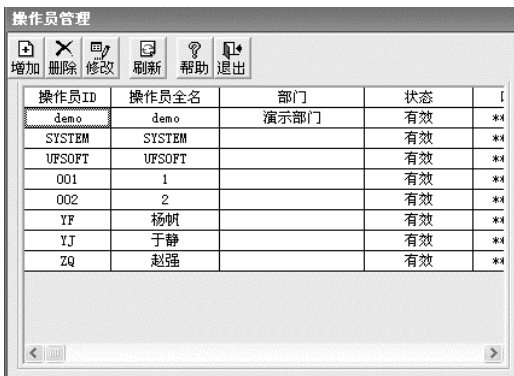 操作员管理
增加 删除 修改 刷新 帮助 退出
操作员ID 操作员全名 部门 状态
demo demo 演示部门 有效 **
SYSTEM SYSTEM 有效 **
UFSOFT UFSOFT 有效 **
001 1 有效 **
002 2 有效 **
YF 杨帆 有效 **
YJ 于静 有效 **
ZQ 赵强 有效 **